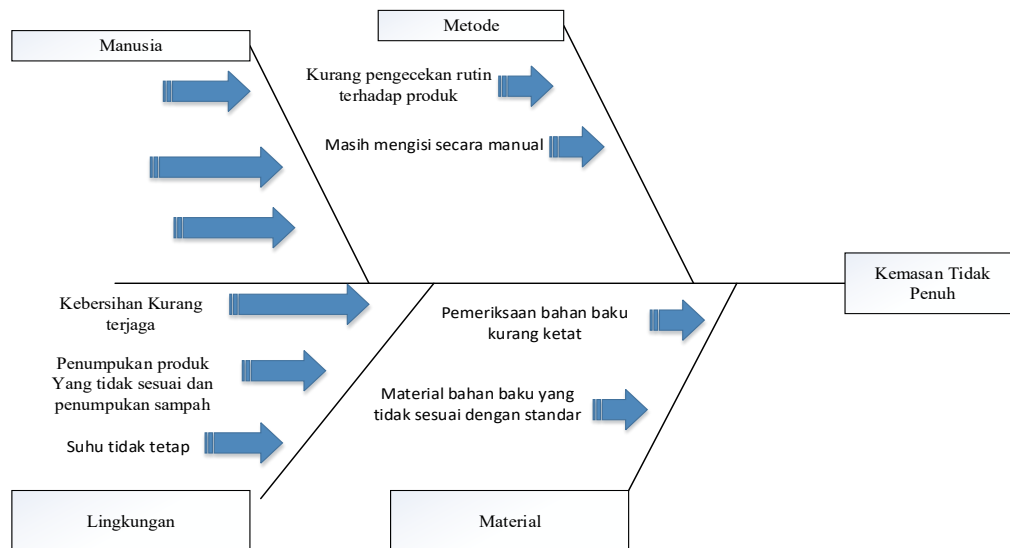 Manusia
Metode
Kurang pengecekan rutin
terhadap produk
Masih mengisi secara manual
Kemasan Tidak
Penuh
Kebersihan Kurang
terjaga
Penumpukan produk
Yang tidak sesuai dan
penumpukan sampah
Suhu tidak tetap
Pemeriksaan bahan baku
kurang ketat
Material bahan baku yang
tidak sesuai dengan standar
Lingkungan
Material